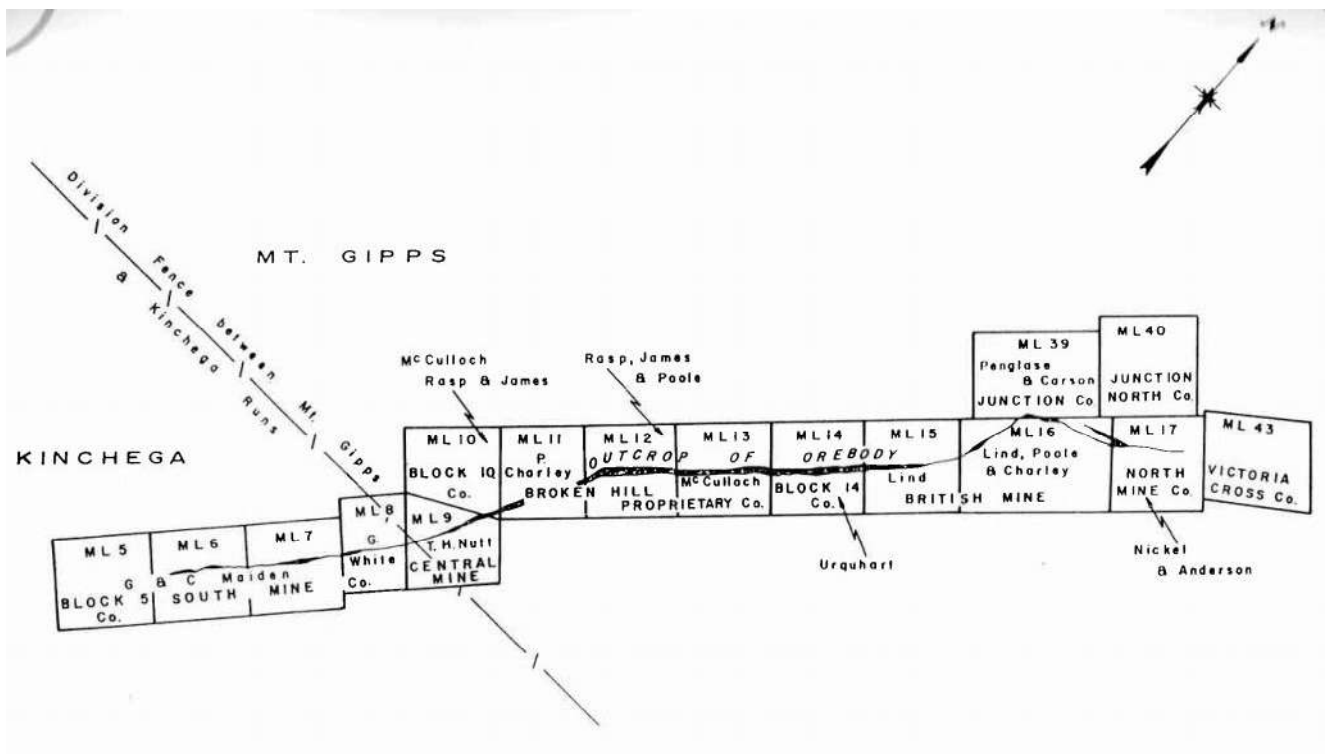 Division Fence between Mt. Gipps
& Kinchega Runs
MT. GIPPS
KINCHEGA
McCulloch
Rasp & James
Rasp, James
& Poole
ML 39
Penglase
& Carson
JUNCTION Co
ML 40
JUNCTION
NORTH Co.
ML 5
BLOCK 5
Co.
ML 6
ML 7
G & C Maiden
SOUTH MINE
ML 8
G.
White
Co.
ML 9
T. H. Nutt
CENTRAL
MINE
ML 10
BLOCK 10
Co.
ML 11
P.
Charley
ML 12
ML 13
McCulloch
BROKEN HILL
PROPRIETARY Co.
OUTCROP OF OREBODY
ML 14
BLOCK 14
Co.
Urquhart
ML 15
Lind
ML 16
Lind, Poole
& Charley
BRITISH MINE
ML 17
NORTH
MINE Co.
Nickel
& Anderson
ML 43
VICTORIA
CROSS Co.